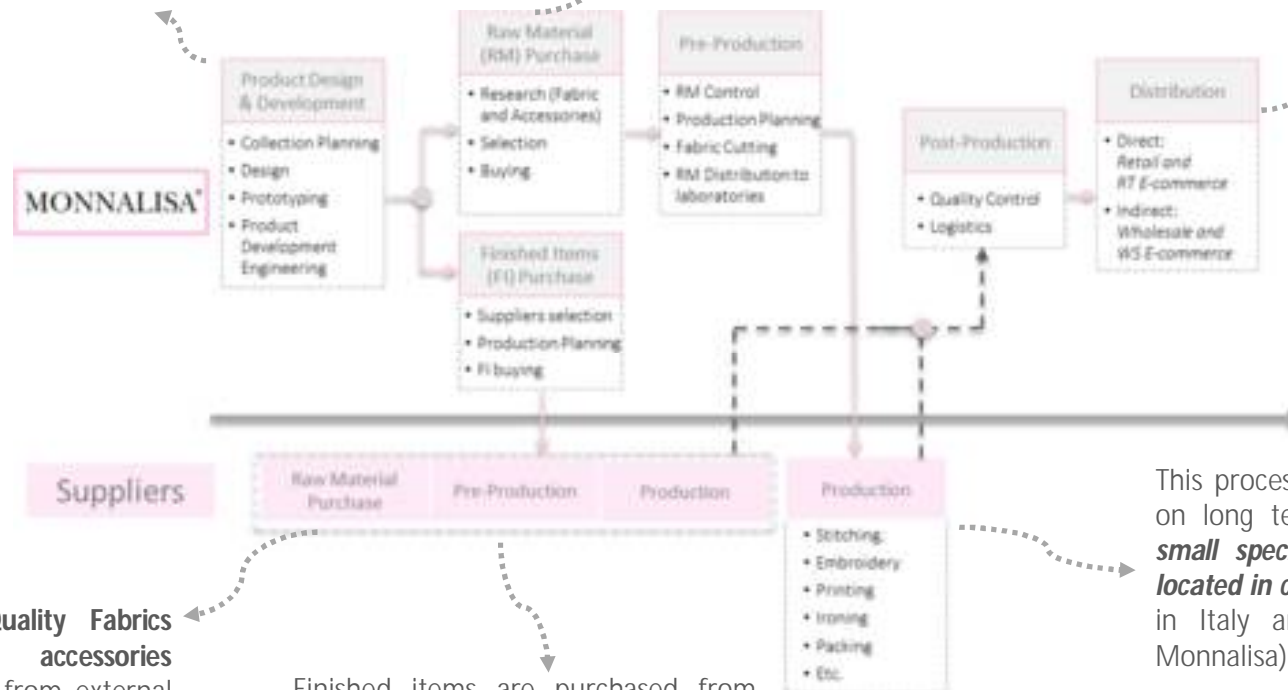 Product Design
& Development
• Collection Planning
• Design
• Prototyping
• Product
Development
Engineering
MONNALISA®
Raw Material
(RM) Purchase
• Research (Fabric
and Accessories)
• Selection
• Buying
Finished Items
(FI) Purchase
• Suppliers selection
• Production Planning
• FI buying
Pre-Production
• RM Control
• Production Planning
• Fabric Cutting
• RM Distribution to
laboratories
Post-Production
• Quality Control
• Logistics
Distribution
• Direct:
Retail and
RT E-commerce
• Indirect:
Wholesale and
WS E-commerce
Suppliers
Raw Material
Purchase
Pre-Production
Production
Production
• Stitching,
• Embroidery
• Printing
• Ironing
• Packing
• Etc.
This proces
on long te
small spec
located in
in Italy a
Monnalisa)
uality Fabrics
accessories
from external
Finished items are purchased from